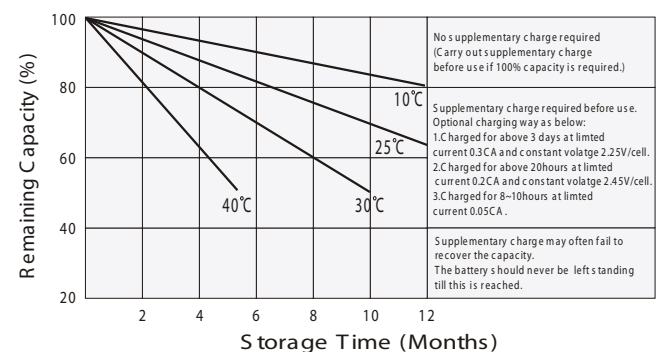 100
80
60
40
20
Remaining Capacity (%)
2 4 6 8 10 12
Storage Time (Months)
10℃
25℃
30℃
40℃
No supplementary charge required
(Carry out supplementary charge
before use if 100% capacity is required.)
Supplementary charge required before use.
Optional charging way as below:
1.Charged for above 3 days at limted
current 0.3CA and constant volatge 2.25V/cell.
2.Charged for above 20hours at limted
current 0.2CA and constant volatge 2.45V/cell.
3.Charged for 8~10hours at limted
current 0.05CA .
Supplementary charge may often fail to
recover the capacity.
The battery should never be left standing
till this is reached.